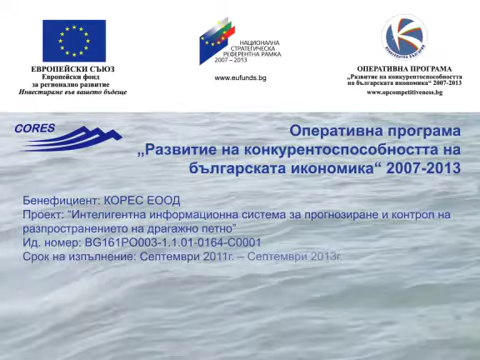 ЕВРОПЕЙСКИ СЪЮЗ
Европейски фонд
за регионално развитие
Инвестираме във вашето бъдеще
НАЦИОНАЛНА
СТРАТЕГИЧЕСКА
РЕФЕРЕНТНА РАМКА
2007 – 2013
www.eufunds.bg
ОПЕРАТИВНА ПРОГРАМА
„Развитие на конкурентоспособността
на българската икономика“ 2007-2013
www.opcompetitiveness.bg
CORES
Оперативна програма
„Развитие на конкурентоспособността на
българската икономика“ 2007-2013
Бенефициент: КОРЕС ЕООД
Проект: “Интелигентна информационна система за прогнозиране и контрол на
разпространението на драгажно петно”
Ид. номер: BG161PO003-1.1.01-0164-C0001
Срок на изпълнение: Септември 2011г. – Септември 2013г.